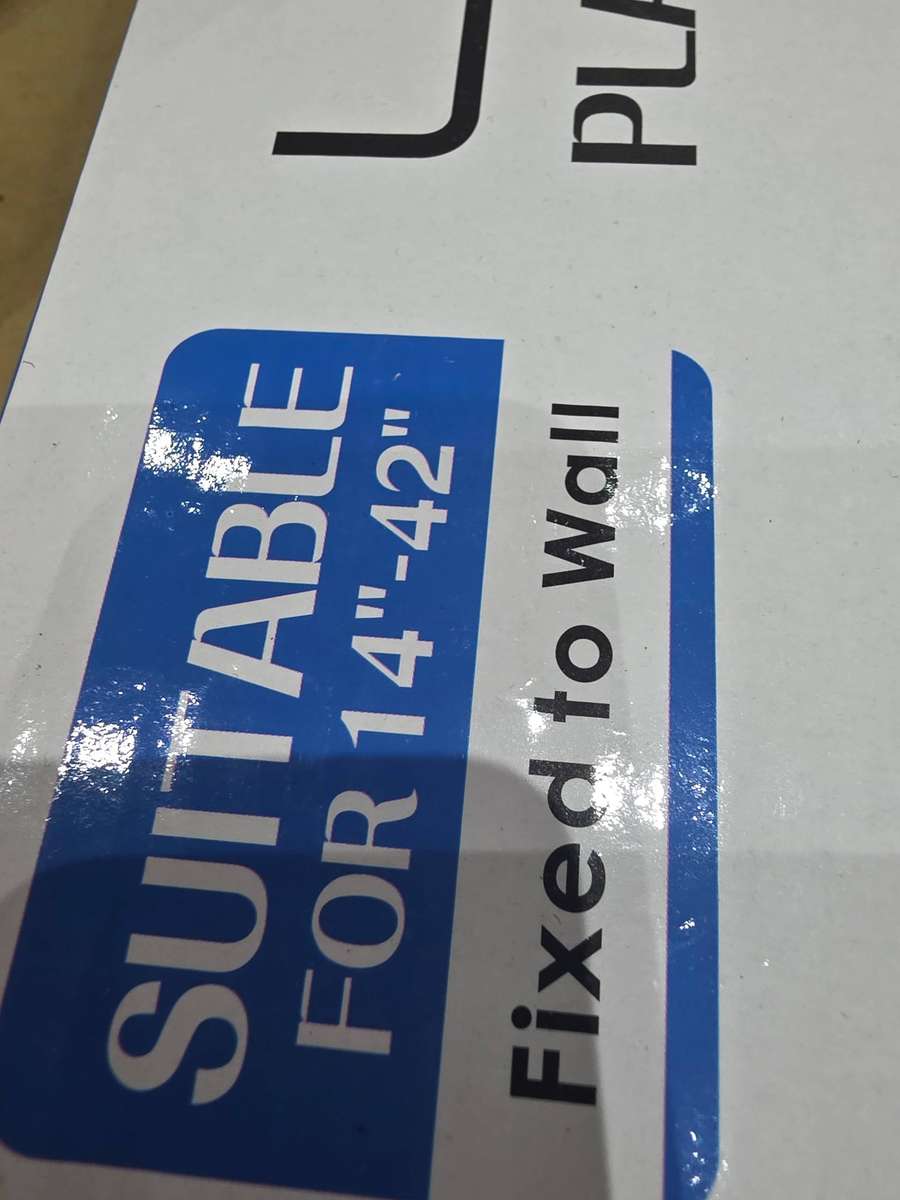 SUITABLE
FOR 14"-42"
Fixed to Wall